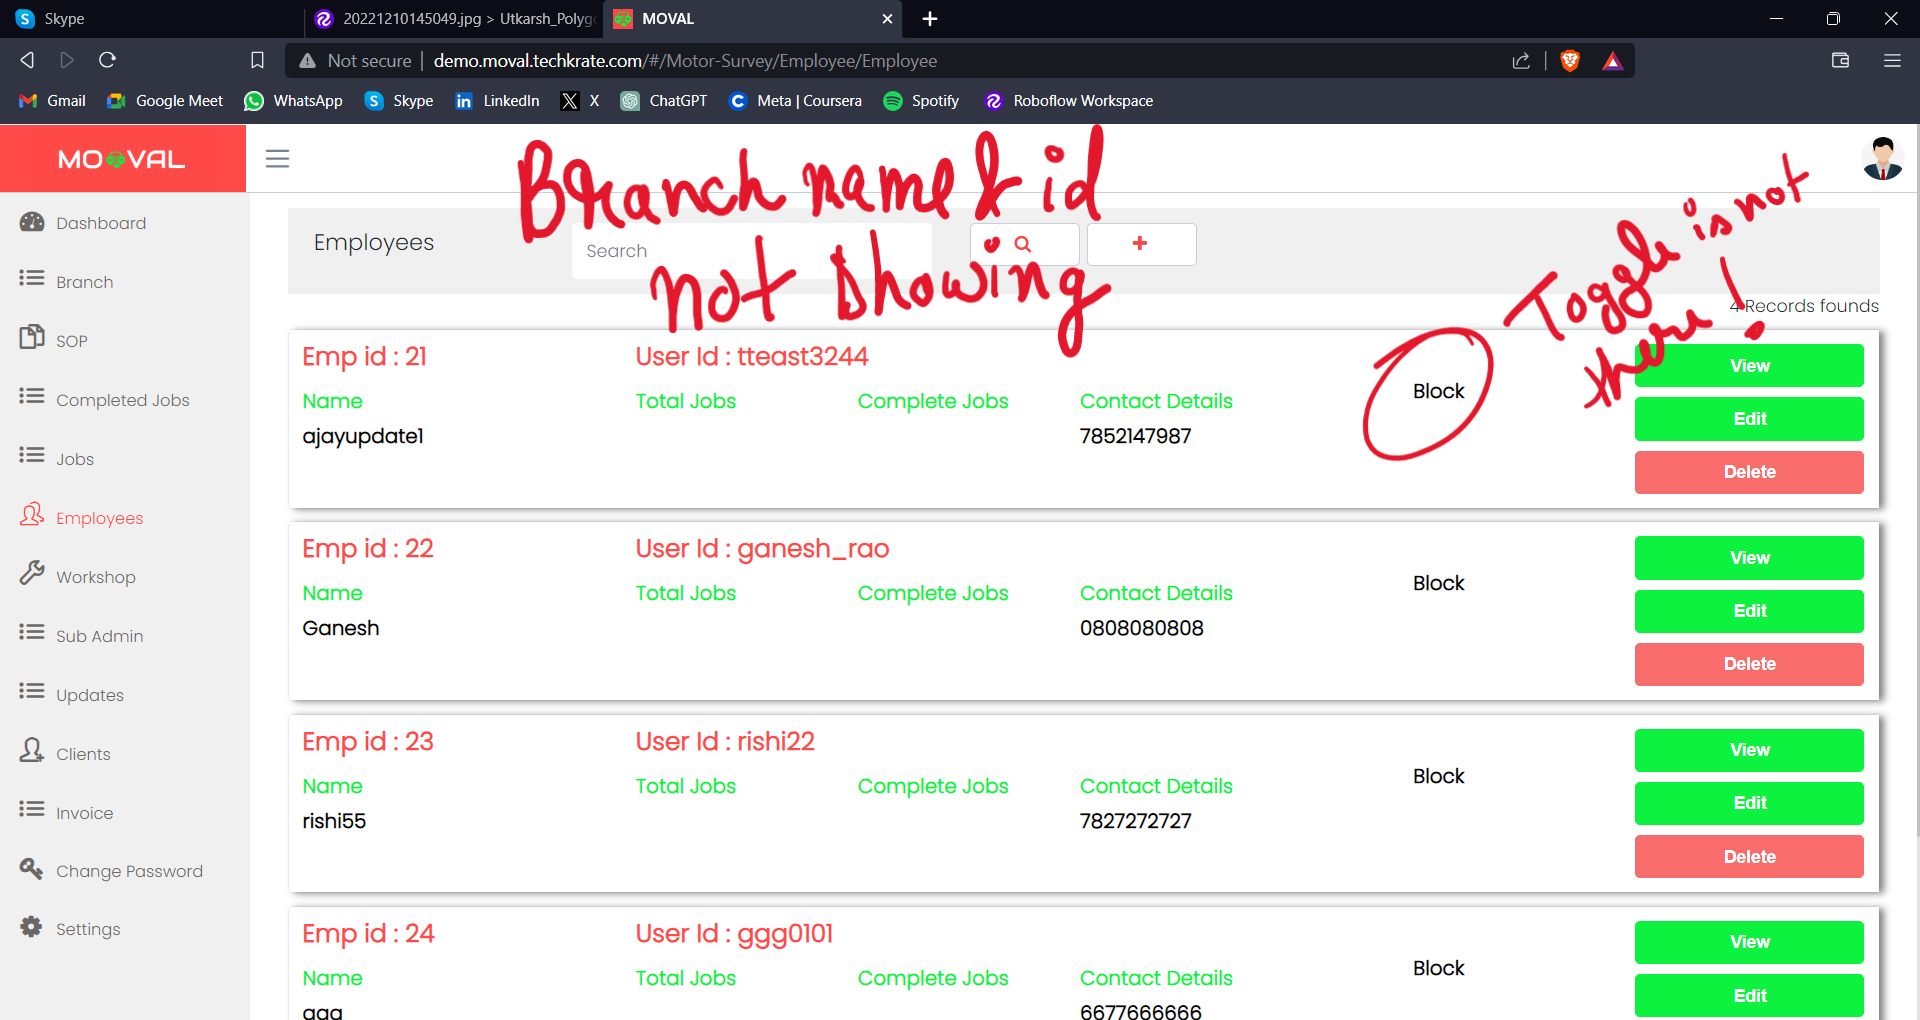 Skype
20221210145049.jpg > Utkarsh_Polyg
MOVAL
Not secure
demo.moval.techkrate.com/#/Motor-Survey/Employee/Employee
Gmail
Google Meet
WhatsApp
Skype
LinkedIn
X
ChatGPT
Meta | Coursera
Spotify
Roboflow Workspace
MOVAL
Dashboard
Branch
SOP
Completed Jobs
Jobs
Employees
Workshop
Sub Admin
Updates
Clients
Invoice
Change Password
Settings
Branch name & id
not showing
Toggle is not
there!
Employees
Search
4 Records founds
Emp id : 21 User Id : tteast3244
Name Total Jobs Complete Jobs Contact Details
ajayupdate1 7852147987
Block
View
Edit
Delete
Emp id : 22 User Id : ganesh_rao
Name Total Jobs Complete Jobs Contact Details
Ganesh 0808080808
Block
View
Edit
Delete
Emp id : 23 User Id : rishi22
Name Total Jobs Complete Jobs Contact Details
rishi55 7827272727
Block
View
Edit
Delete
Emp id : 24 User Id : ggg0101
Name Total Jobs Complete Jobs Contact Details
6677666666
Block
View
Edit